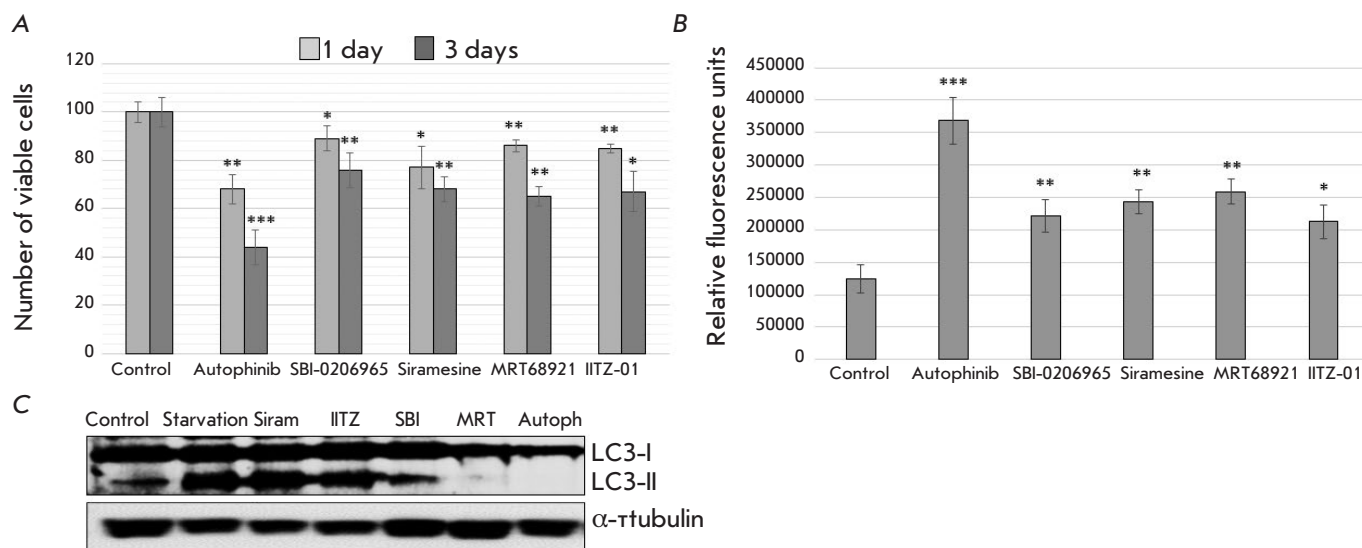 A
1 day 3 days
Number of viable cells
120
100
80
60
40
20
0
** *** * ** * ** ** ** ** *
Control Autophinib SBI-0206965 Siramesine MRT68921 IITZ-01
B
Relative fluorescence units
450000
400000
350000
300000
250000
200000
150000
100000
50000
0
*** ** ** ** *
Control Autophinib SBI-0206965 Siramesine MRT68921 IITZ-01
C
Control Starvation Siram IITZ SBI MRT Autoph
LC3-I
LC3-II
α-τtubulin